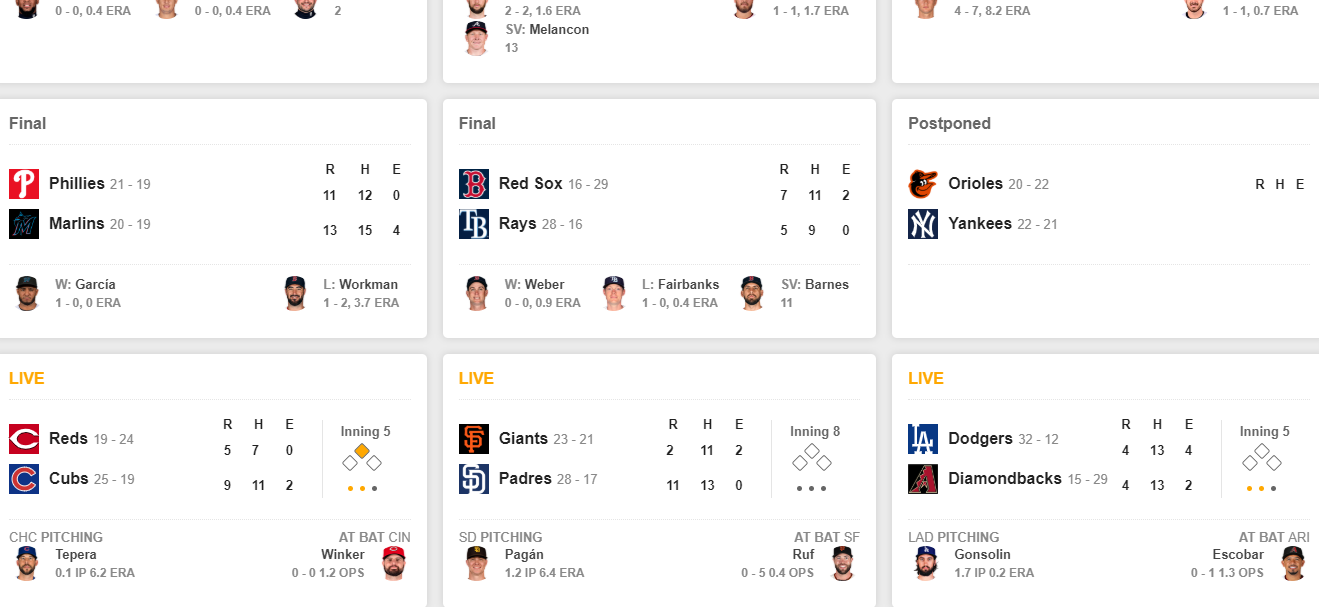 0 - 0, 0.4 ERA
0 - 0, 0.4 ERA
2
2 - 2, 1.6 ERA
1 - 1, 1.7 ERA
SV: Melancon
13
4 - 7, 8.2 ERA
1 - 1, 0.7 ERA
Final
R H E
Phillies 21 - 19 11 12 0
Marlins 20 - 19 13 15 4
W: García
1 - 0, 0 ERA
L: Workman
1 - 2, 3.7 ERA
Final
R H E
Red Sox 16 - 29 7 11 2
Rays 28 - 16 5 9 0
W: Weber
0 - 0, 0.9 ERA
L: Fairbanks
1 - 0, 0.4 ERA
SV: Barnes
11
Postponed
Orioles 20 - 22 R H E
Yankees 22 - 21
LIVE
R H E
Reds 19 - 24 5 7 0
Cubs 25 - 19 9 11 2
Inning 5
CHC PITCHING
Tepera
0.1 IP 6.2 ERA
AT BAT CIN
Winker
0 - 0 1.2 OPS
LIVE
R H E
Giants 23 - 21 2 11 2
Padres 28 - 17 11 13 0
Inning 8
SD PITCHING
Pagán
1.2 IP 6.4 ERA
AT BAT SF
Ruf
0 - 5 0.4 OPS
LIVE
R H E
Dodgers 32 - 12 4 13 4
Diamondbacks 15 - 29 4 13 2
Inning 5
LAD PITCHING
Gonsolin
1.7 IP 0.2 ERA
AT BAT ARI
Escobar
0 - 1 1.3 OPS